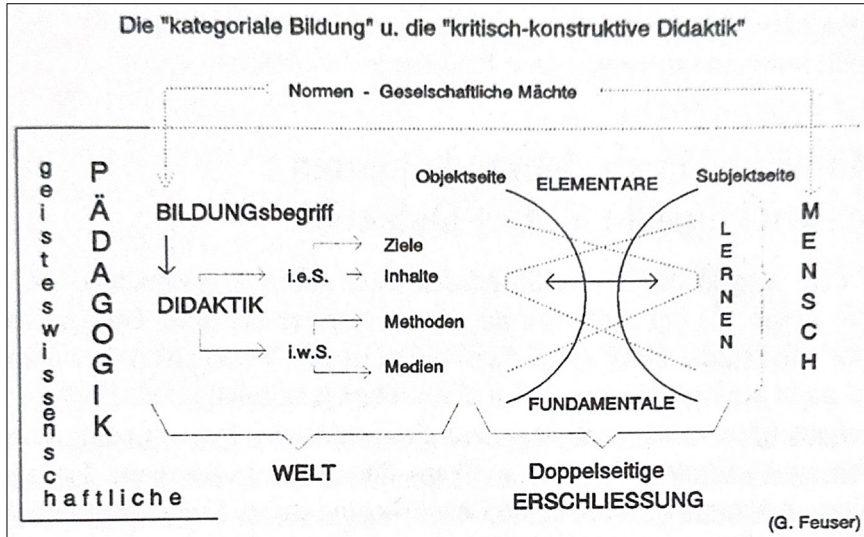 Die "kategoriale Bildung" u. die "kritisch-konstruktive Didaktik"
Normen - Geselschaftliche Mächte
geisteswissenschaftliche
PÄDAGOGIK
BILDUNGsbegriff
DIDAKTIK
i.e.S.
i.w.S.
Ziele
Inhalte
Methoden
Medien
Objektseite
ELEMENTARE
Subjektseite
FUNDAMENTALE
LERNEN
MENSCH
WELT
Doppelseitige
ERSCHLIESSUNG
(G. Feuser)